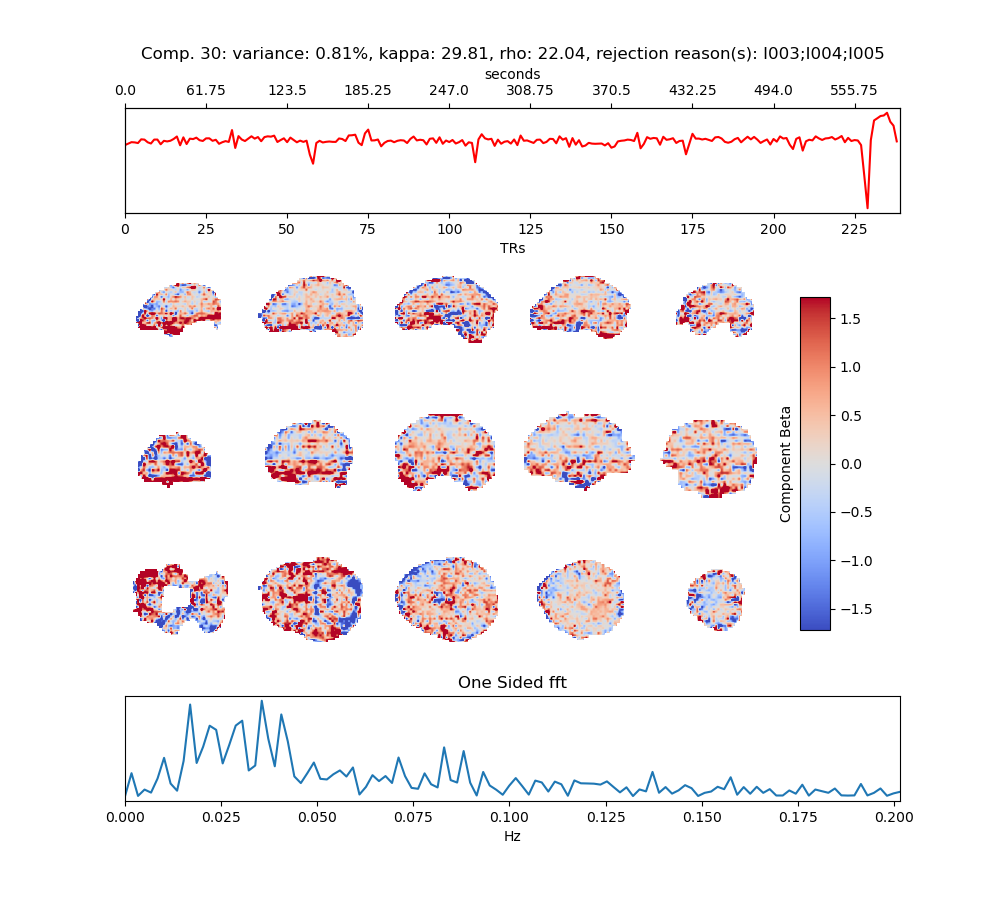 Comp. 30: variance: 0.81%, kappa: 29.81, rho: 22.04, rejection reason(s): I003;I004;I005
seconds
0.0 61.75 123.5 185.25 247.0 308.75 370.5 432.25 494.0 555.75
0 25 50 75 100 125 150 175 200 225
TRs
1.5
1.0
0.5
0.0
−0.5
−1.0
−1.5
Component Beta
One Sided fft
0.000 0.025 0.050 0.075 0.100 0.125 0.150 0.175 0.200
Hz